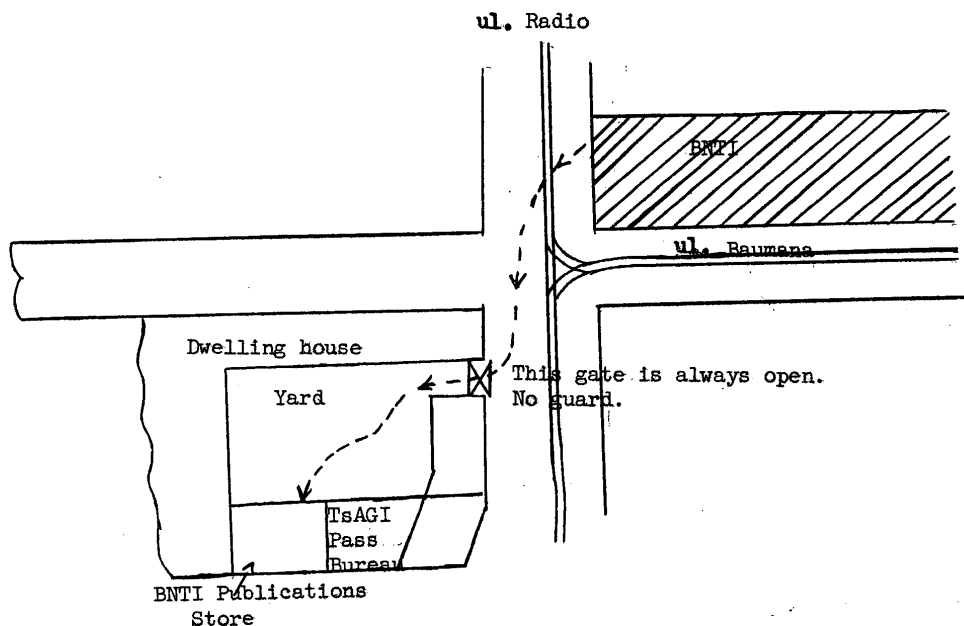 ul. Radio
BNTI
ul. Baumana
Dwelling house
This gate is always open.
No guard.
Yard
TsAGI
Pass
Bureau
BNTI Publications
Store